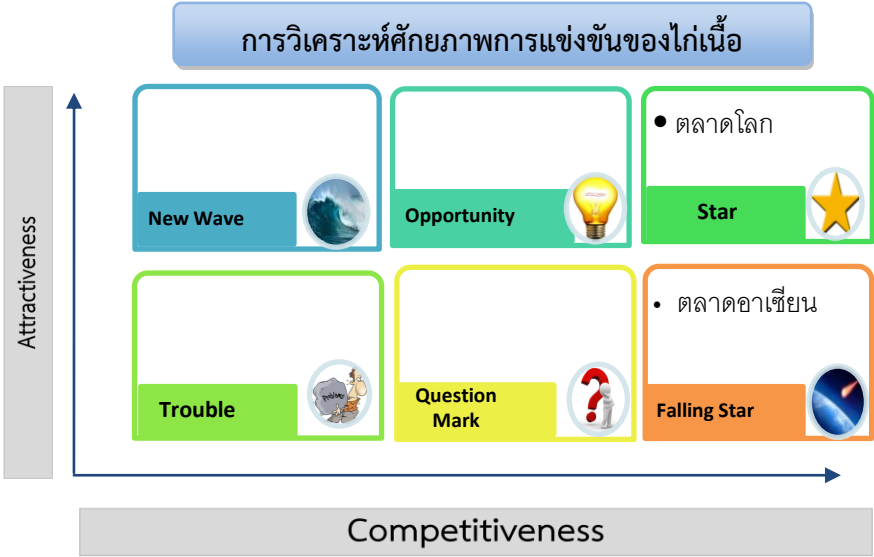 การวิเคราะห์ศักยภาพการแข่งขันของไก่เนื้อ
Attractiveness
New Wave
Opportunity
• ตลาดโลก
Star
Trouble
Problems
Question
Mark
• ตลาดอาเซียน
Falling Star
Competitiveness